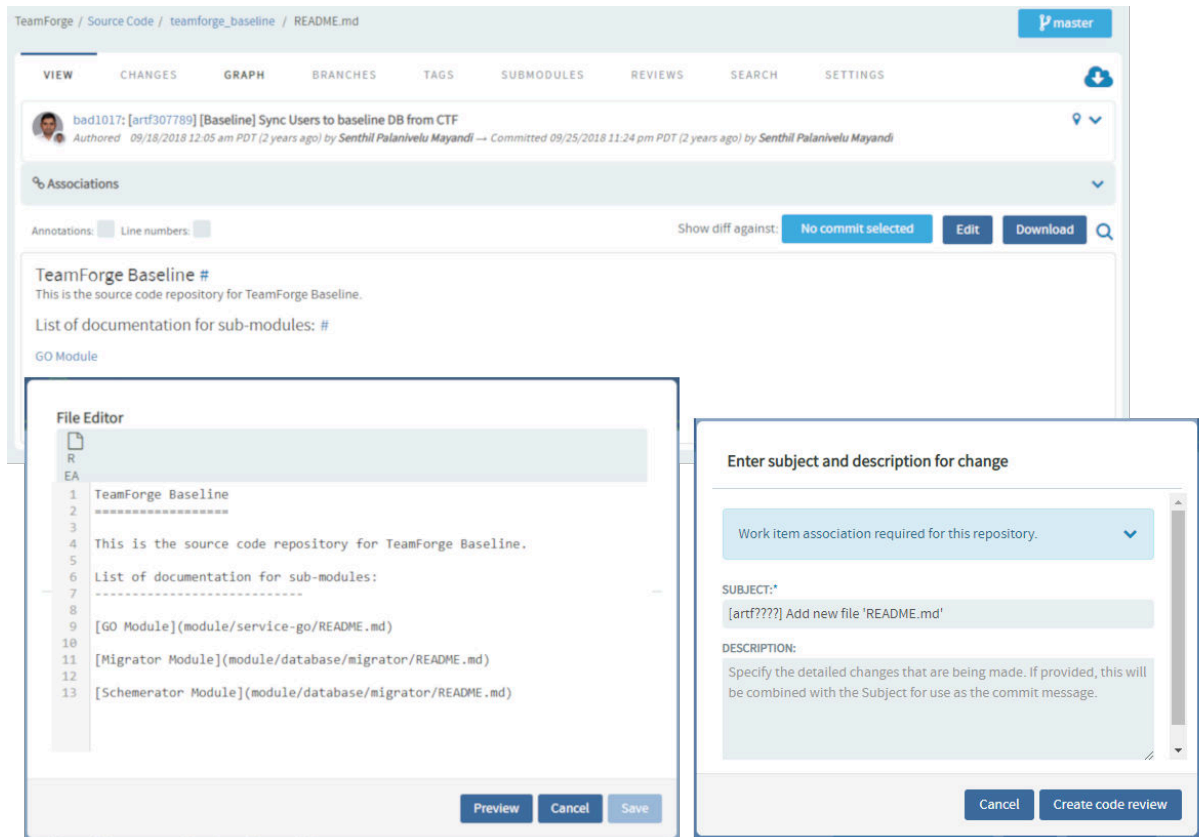 TeamForge / Source Code / teamforge_baseline / README.md
master
VIEW CHANGES GRAPH BRANCHES TAGS SUBMODULES REVIEWS SEARCH SETTINGS
bad1017: [artf307789] [Baseline] Sync Users to baseline DB from CTF
Authored 09/18/2018 12:05 am PDT (2 years ago) by Senthil Palanivelu Mayandi → Committed 09/25/2018 11:24 pm PDT (2 years ago) by Senthil Palanivelu Mayandi
Associations
Annotations: Line numbers: Show diff against: No commit selected Edit Download
TeamForge Baseline #
This is the source code repository for TeamForge Baseline.
List of documentation for sub-modules: #
GO Module
File Editor
R
EA
1 TeamForge Baseline
2 ==================
3
4 This is the source code repository for TeamForge Baseline.
5
6 List of documentation for sub-modules:
7 ----------------------------
8
9 [GO Module](module/service-go/README.md)
10
11 [Migrator Module](module/database/migrator/README.md)
12
13 [Schemerator Module](module/database/migrator/README.md)
Preview Cancel Save
Enter subject and description for change
Work item association required for this repository.
SUBJECT:*
[artf????] Add new file 'README.md'
DESCRIPTION:
Specify the detailed changes that are being made. If provided, this will
be combined with the Subject for use as the commit message.
Cancel Create code review